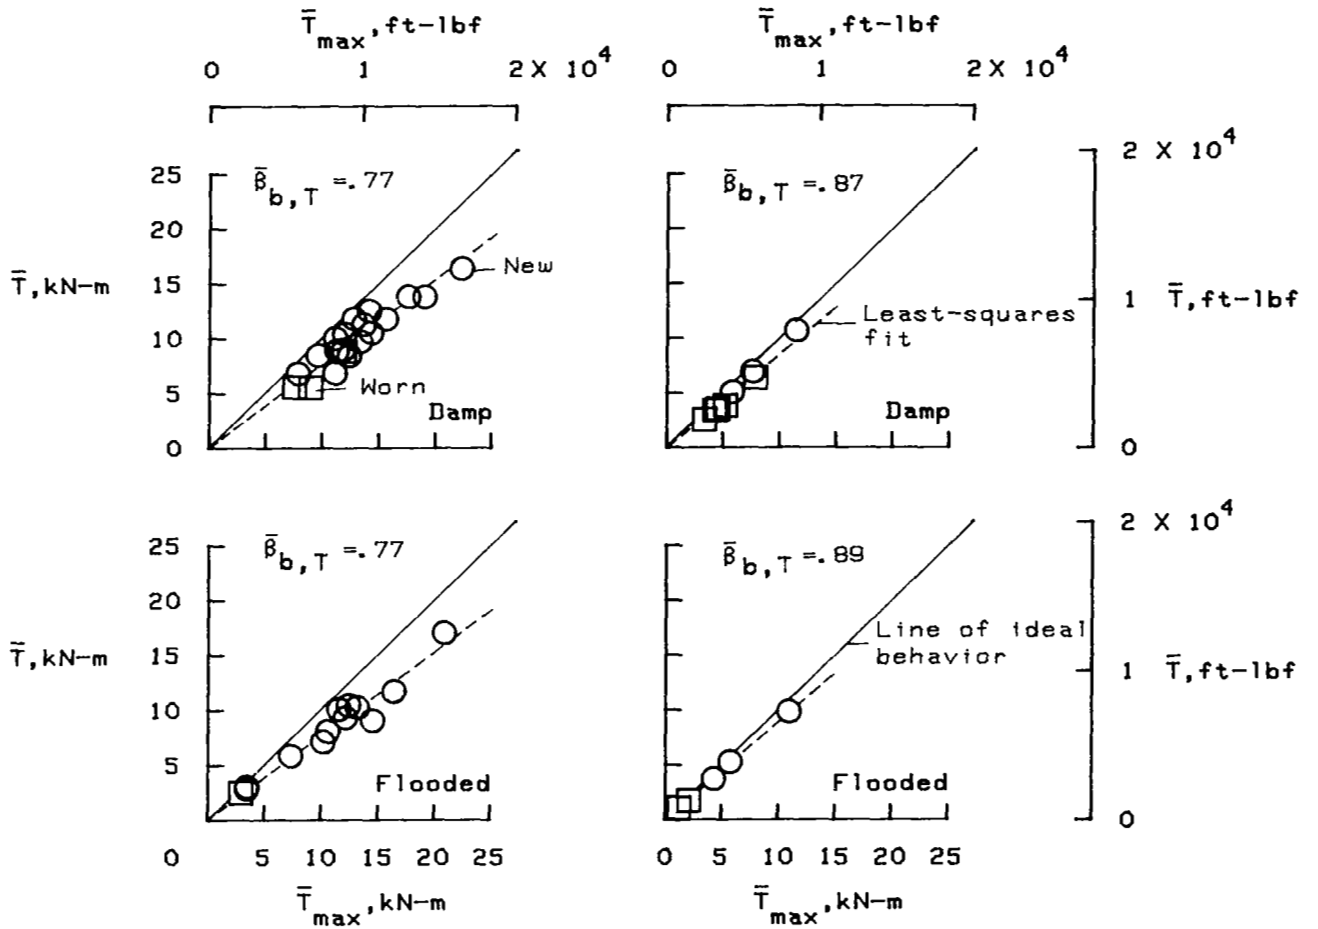 T̿max, ft-lbf T̿max, ft-lbf
0 1 2 X 10⁴ 0 1 2 X 10⁴
25 β̄b,T =.77 β̄b,T =.87 2 X 10⁴
20
T̿, kN-m 15 New 1 T̿, ft-lbf
Least-squares
fit
10
5 Worn
Damp Damp
0 0
25 β̄b,T =.77 β̄b,T =.89 2 X 10⁴
20
T̿, kN-m 15 Line of ideal
behavior 1 T̿, ft-lbf
10
5 Flooded Flooded
0
0 5 10 15 20 25 0 5 10 15 20 25
T̿max, kN-m T̿max, kN-m